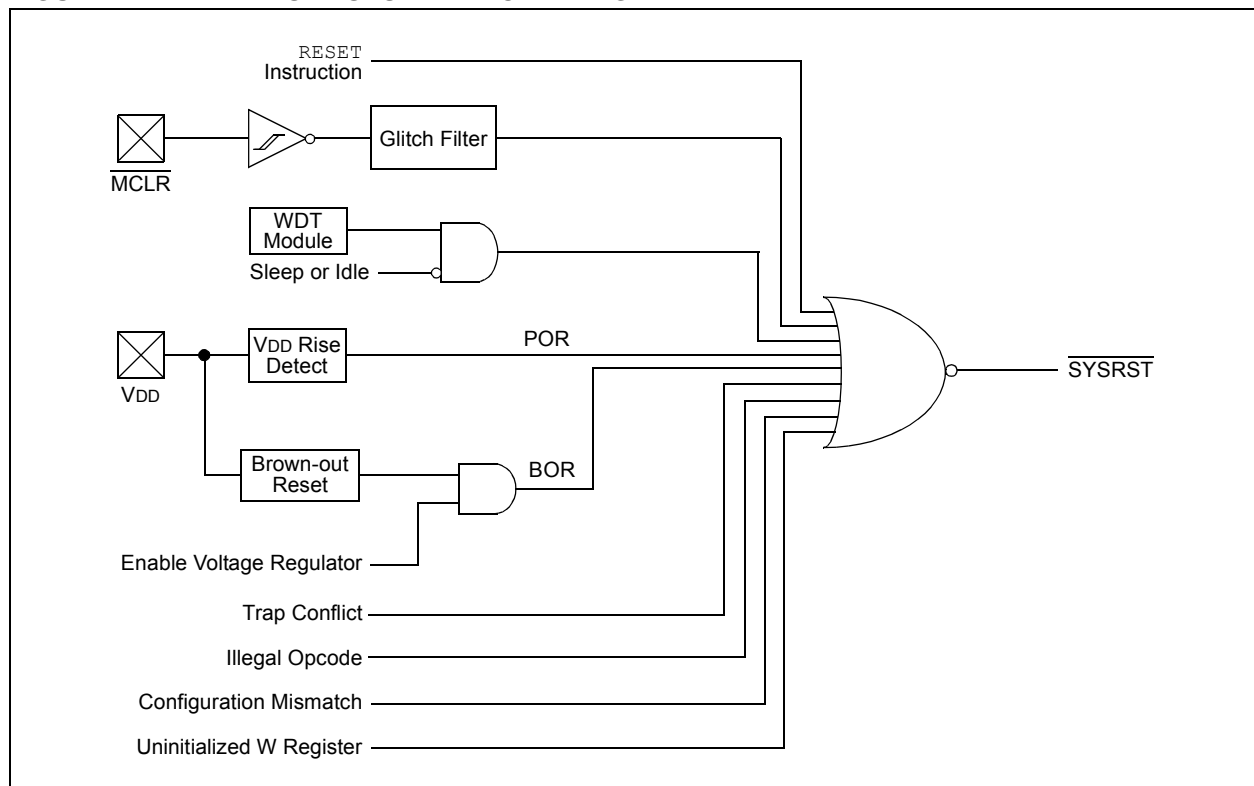 RESET
Instruction
Glitch Filter
MCLR
WDT
Module
Sleep or Idle
VDD Rise
Detect
POR
VDD
SYSRST
Brown-out
Reset
BOR
Enable Voltage Regulator
Trap Conflict
Illegal Opcode
Configuration Mismatch
Uninitialized W Register